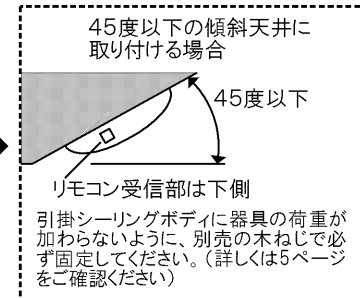 45度以下の傾斜天井に
取り付ける場合
45度以下
リモコン受信部は下側
引掛シーリングボディに器具の荷重が
加わらないように、別売の木ねじで必
ず固定してください。(詳しくは5ページ
をご確認ください)